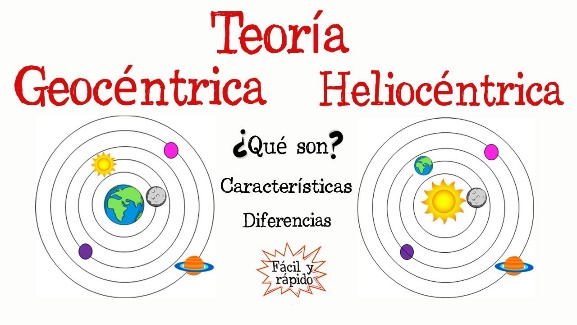 Teoría
Geocéntrica
Heliocéntrica
¿Qué son?
Características
Diferencias
Fácil y
rápido